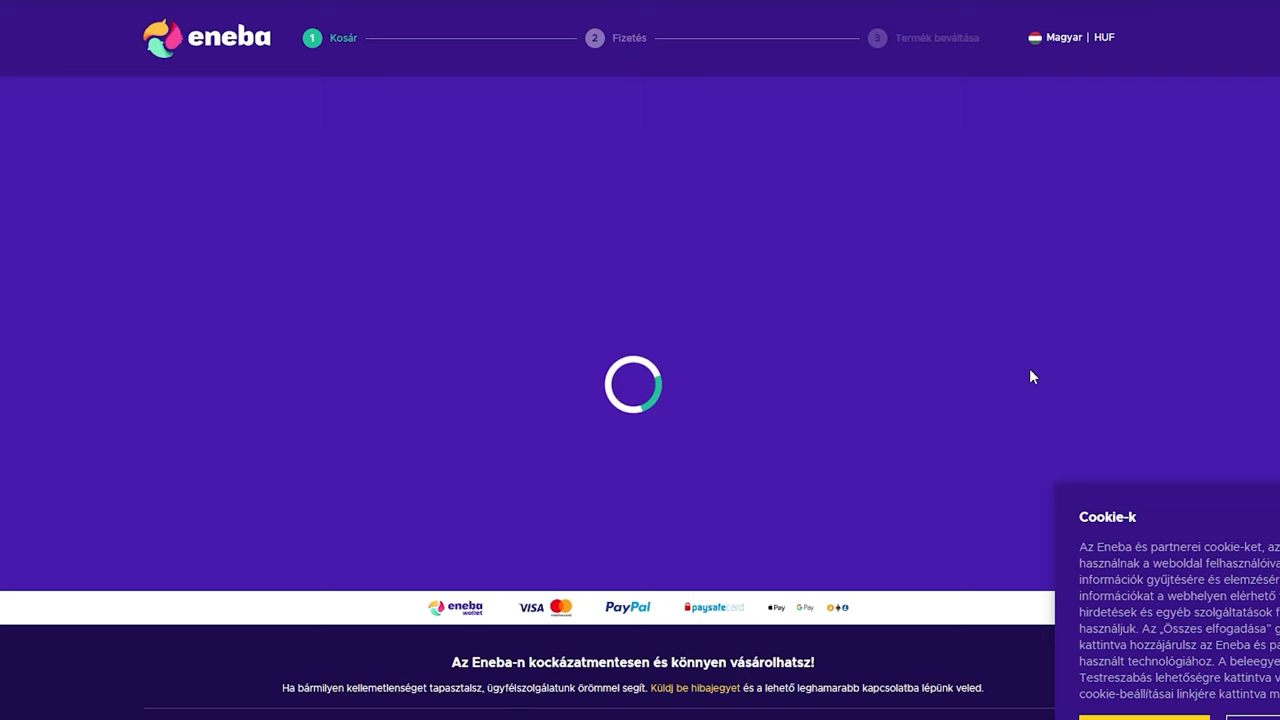 eneba
1 Kosár
2 Fizetés
3 Termék beváltása
Magyar | HUF
Cookie-k
Az Eneba és partnerei cookie-ket, az
használnak a weboldal felhasználóiva
információk gyűjtésére és elemzésér
információkat a webhelyen elérhető
hirdetések és egyéb szolgáltatások f
használjuk. Az „Összes elfogadása” g
kattintva hozzájárulsz az Eneba és pa
használt technológiához. A beleegye
Testreszabás lehetőségre kattintva v
cookie-beállításai linkjére kattintva m
eneba wallet
VISA
mastercard
PayPal
paysafecard
Pay
G Pay
Az Eneba-n kockázatmentesen és könnyen vásárolhatsz!
Ha bármilyen kellemetlenséget tapasztalsz, ügyfélszolgálatunk örömmel segít. Küldj be hibajegyet és a lehető leghamarabb kapcsolatba lépünk veled.